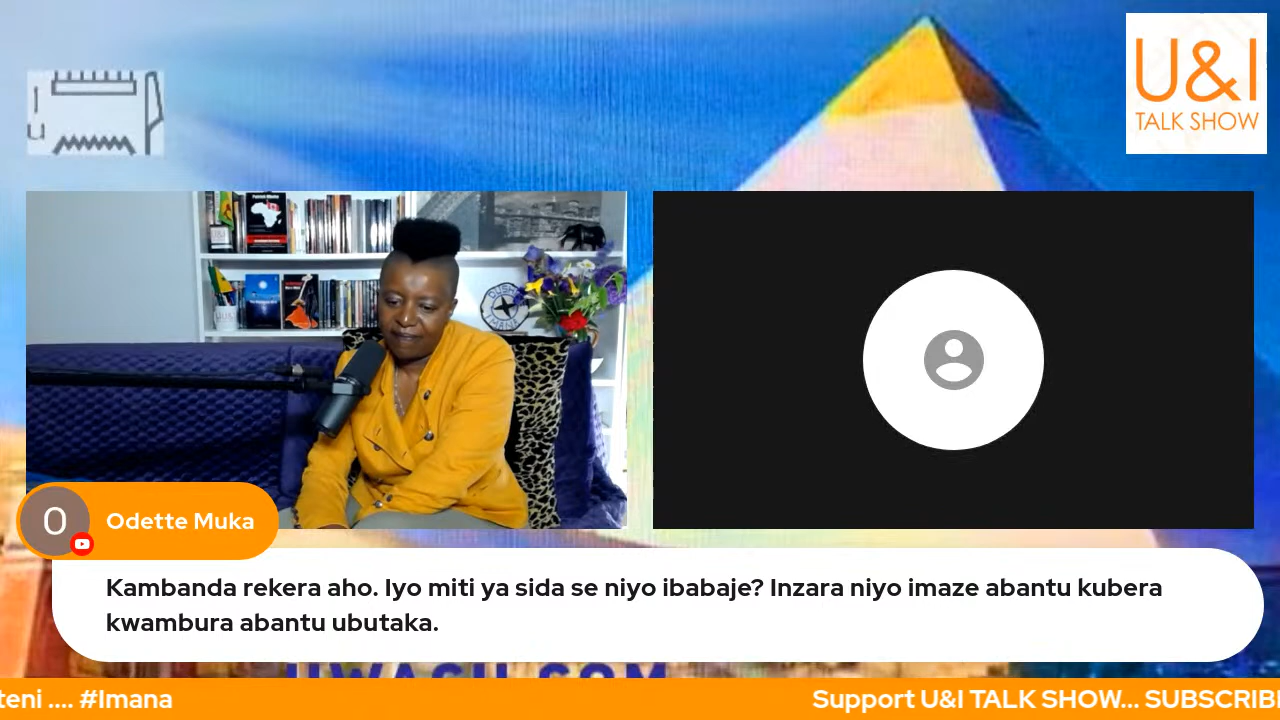 U&I
TALK SHOW
O
Odette Muka
Kambanda rekera aho. Iyo miti ya sida se niyo ibabaje? Inzara niyo imaze abantu kubera
kwambura abantu ubutaka.
teni .... #Imana
Support U&I TALK SHOW... SUBSCRIBE